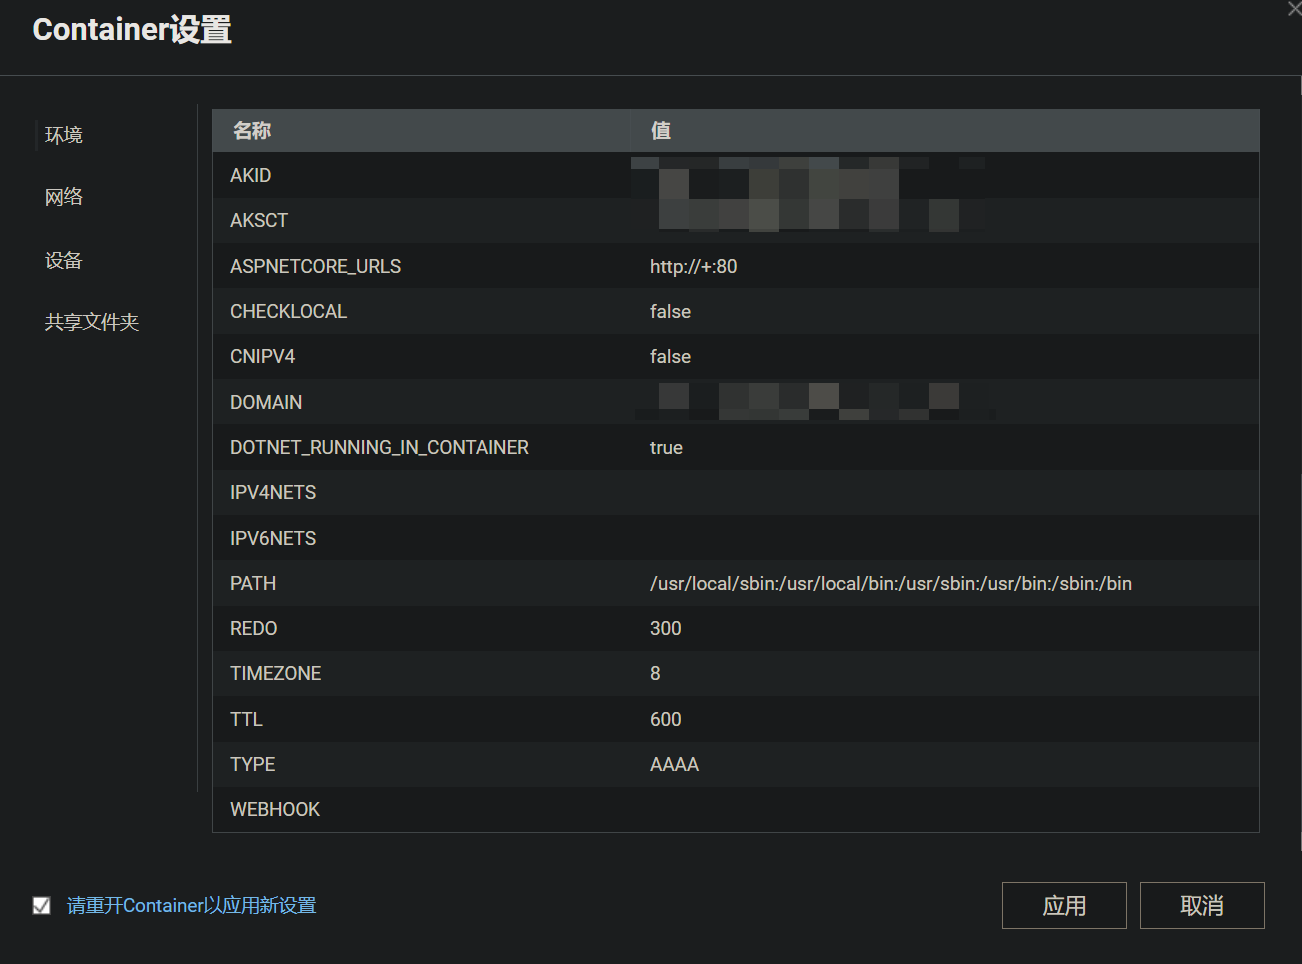 Container设置
环境
网络
设备
共享文件夹
名称 值
AKID
AKSCT
ASPNETCORE_URLS http://+:80
CHECKLOCAL false
CNIPV4 false
DOMAIN
DOTNET_RUNNING_IN_CONTAINER true
IPV4NETS
IPV6NETS
PATH /usr/local/sbin:/usr/local/bin:/usr/sbin:/usr/bin:/sbin:/bin
REDO 300
TIMEZONE 8
TTL 600
TYPE AAAA
WEBHOOK
请重开Container以应用新设置
应用 取消